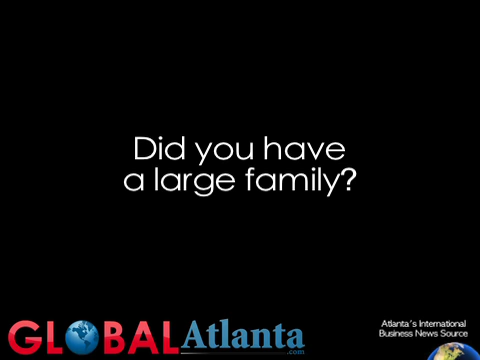 Did you have
a large family?
GLOBALAtlanta
.com
Atlanta's International
Business News Source